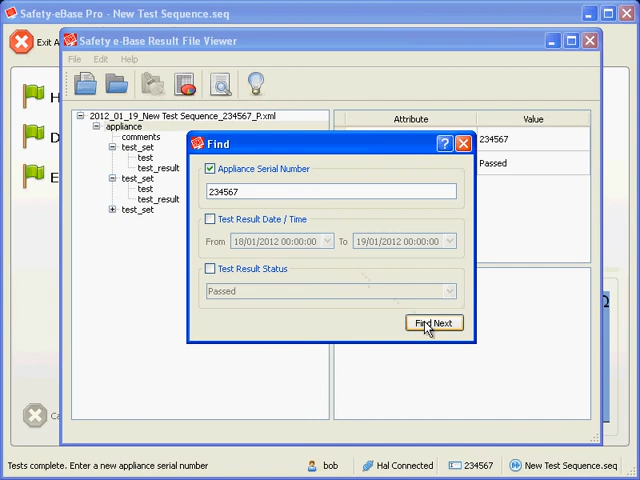 Safety-eBase Pro - New Test Sequence.seq
Exit A
Safety e-Base Result File Viewer
File Edit Help
2012_01_19_New Test Sequence_234567_P.xml
appliance
comments
test_set
test
test_result
test_set
test
test_result
test_set
Attribute Value
234567
Passed
Find
Appliance Serial Number
234567
Test Result Date / Time
From 18/01/2012 00:00:00 To 19/01/2012 00:00:00
Test Result Status
Passed
Find Next
H
D
E
Ca
Ω
Tests complete. Enter a new appliance serial number
bob
Hal Connected
234567
New Test Sequence.seq